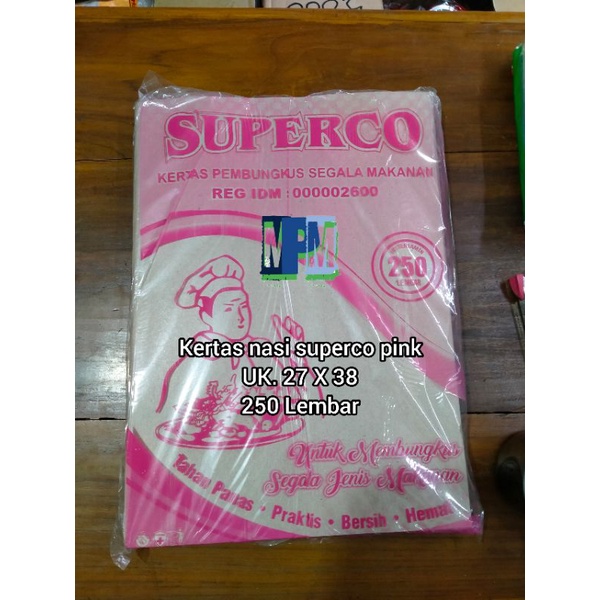 SUPERCO
KERTAS PEMBUNGKUS SEGALA MAKANAN
REG IDM : 000002600
MPM
250
LEMBAR
Kertas nasi superco pink
UK. 27 X 38
250 Lembar
Untuk Membungkus
Segala Jenis Makanan
Tahan Panas • Praktis • Bersih • Hemat